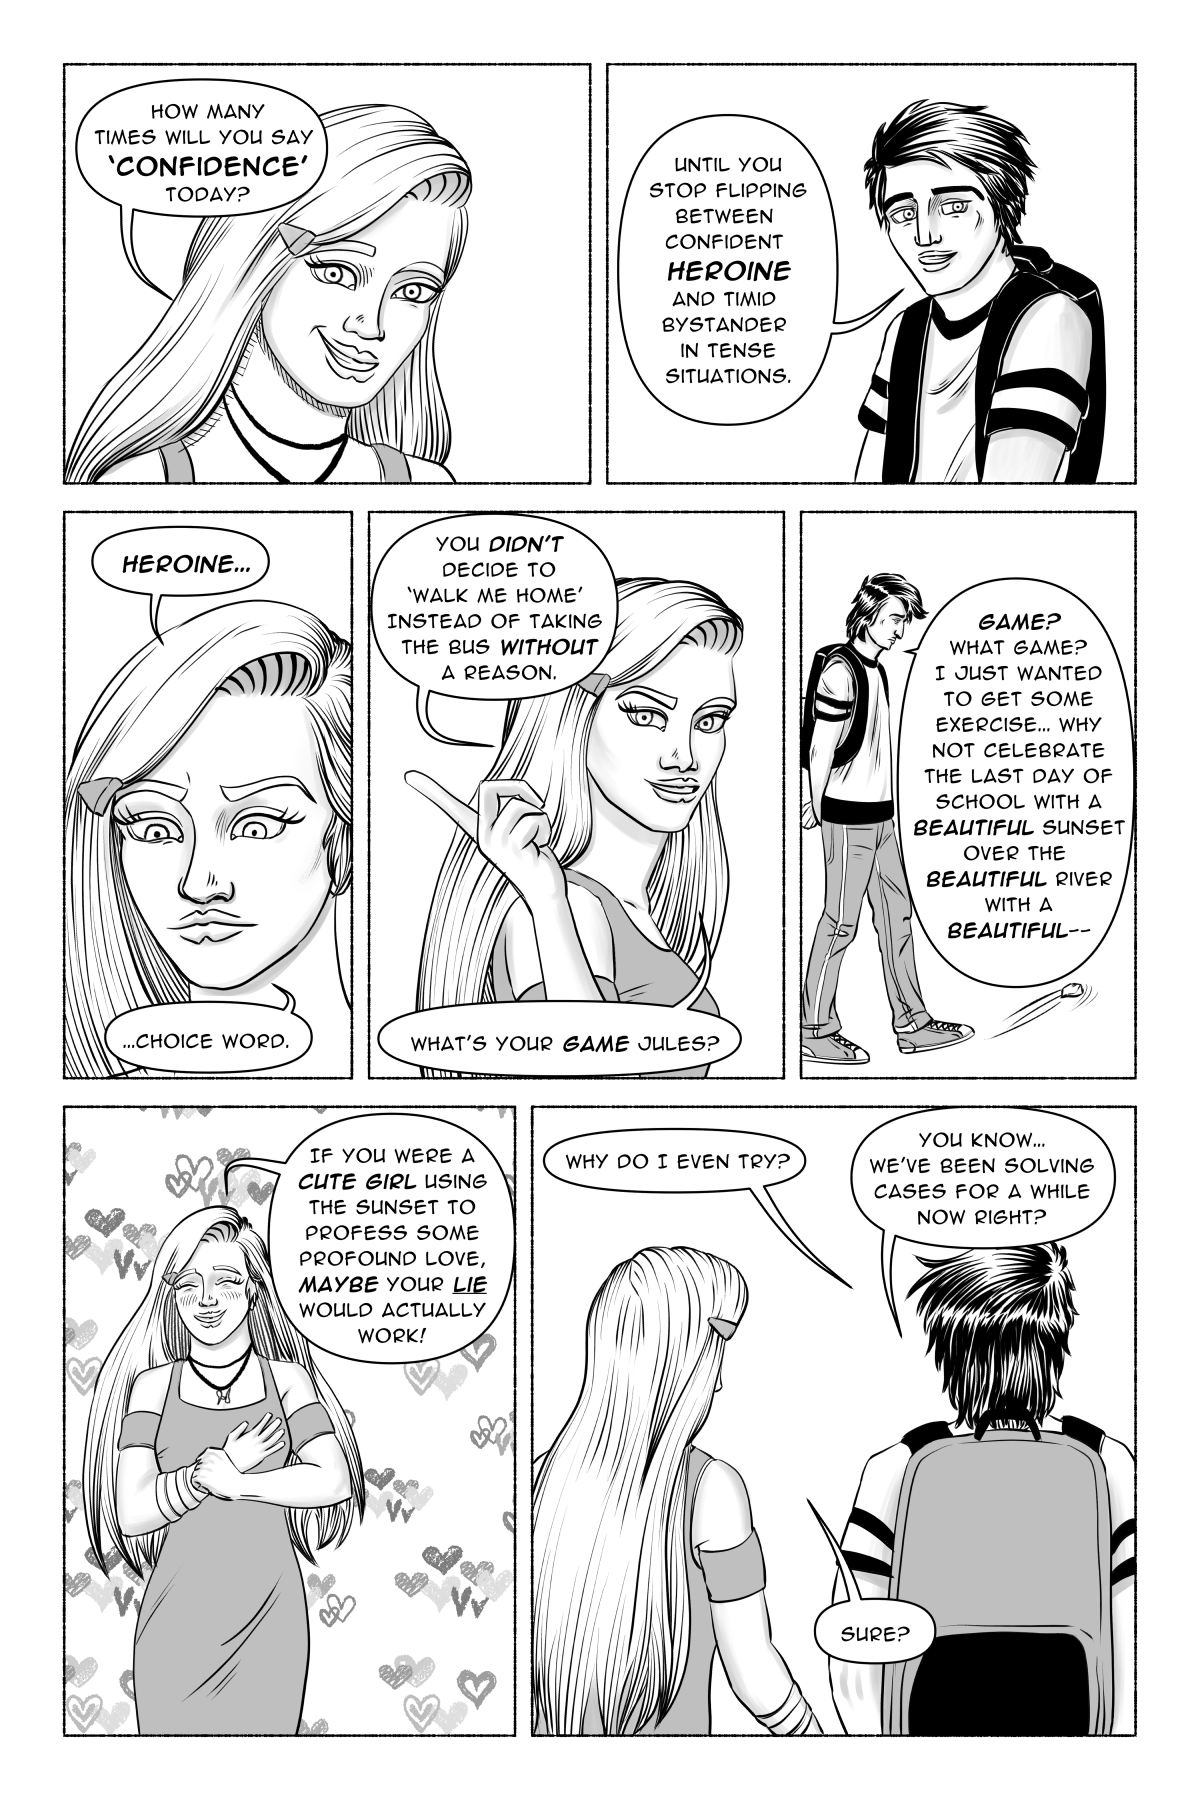 HOW MANY
TIMES WILL YOU SAY
‘CONFIDENCE’
TODAY?
UNTIL YOU
STOP FLIPPING
BETWEEN
CONFIDENT
HEROINE
AND TIMID
BYSTANDER
IN TENSE
SITUATIONS.
HEROINE...
...CHOICE WORD.
YOU DIDN'T
DECIDE TO
‘WALK ME HOME’
INSTEAD OF TAKING
THE BUS WITHOUT
A REASON.
WHAT'S YOUR GAME JULES?
GAME?
WHAT GAME?
I JUST WANTED
TO GET SOME
EXERCISE... WHY
NOT CELEBRATE
THE LAST DAY OF
SCHOOL WITH A
BEAUTIFUL SUNSET
OVER THE
BEAUTIFUL RIVER
WITH A
BEAUTIFUL--
IF YOU WERE A
CUTE GIRL USING
THE SUNSET TO
PROFESS SOME
PROFOUND LOVE,
MAYBE YOUR LIE
WOULD ACTUALLY
WORK!
WHY DO I EVEN TRY?
YOU KNOW...
WE'VE BEEN SOLVING
CASES FOR A WHILE
NOW RIGHT?
SURE?